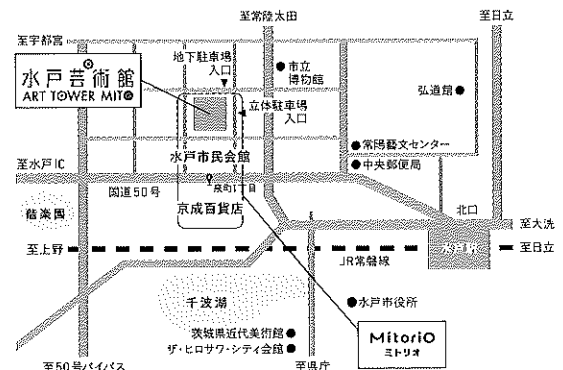 至常陸太田
至日立
至宇都宮
地下駐車場
入口
市立
博物館
水戸芸術館
ART TOWER MITO
弘道館
立体駐車場
入口
常陽藝文センター
水戸市民会館
中央郵便局
至水戸IC
国道50号
泉町1丁目
北口
偕楽園
京成百貨店
至大洗
至上野
水戸駅
至日立
JR常磐線
千波湖
水戸市役所
MitoriO
ミトリオ
茨城県近代美術館
ザ・ヒロサワ・シティ会館
至50号バイパス
至県庁